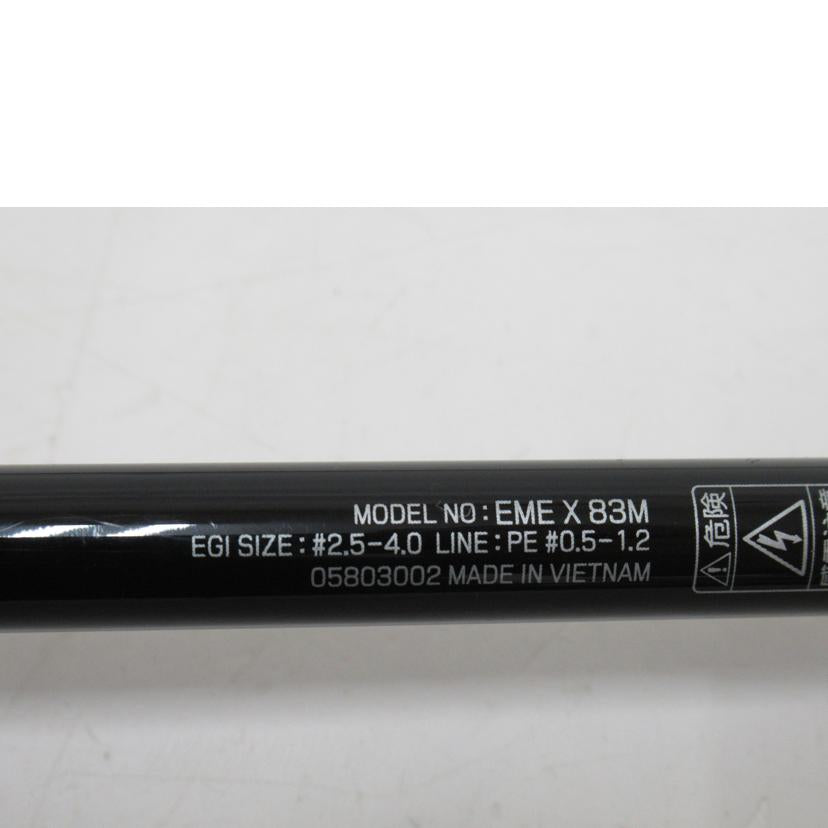 MODEL NO : EME X 83M
EGI SIZE : #2.5-4.0 LINE : PE #0.5-1.2
05803002 MADE IN VIETNAM
危険